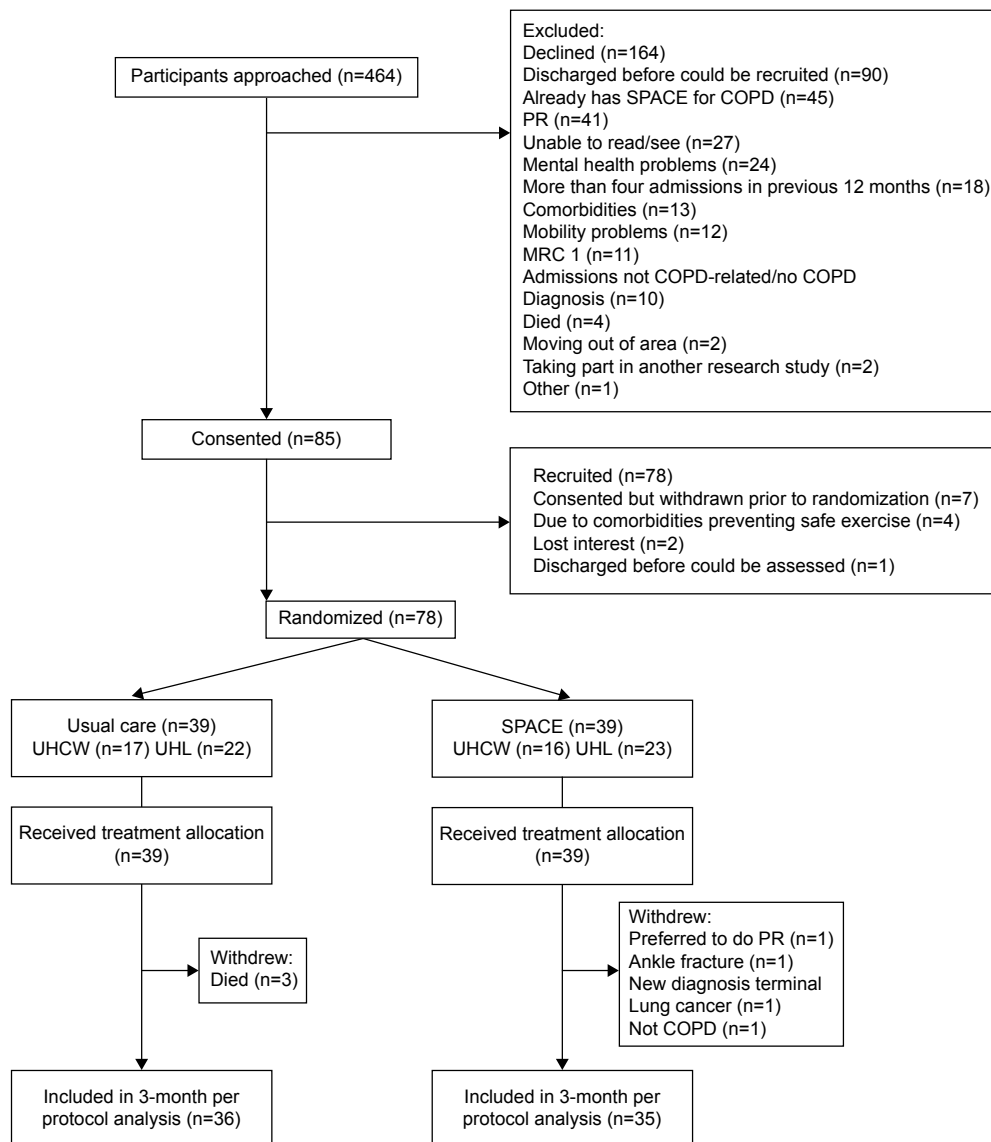 Participants approached (n=464)
Excluded:
Declined (n=164)
Discharged before could be recruited (n=90)
Already has SPACE for COPD (n=45)
PR (n=41)
Unable to read/see (n=27)
Mental health problems (n=24)
More than four admissions in previous 12 months (n=18)
Comorbidities (n=13)
Mobility problems (n=12)
MRC 1 (n=11)
Admissions not COPD-related/no COPD
Diagnosis (n=10)
Died (n=4)
Moving out of area (n=2)
Taking part in another research study (n=2)
Other (n=1)
Consented (n=85)
Recruited (n=78)
Consented but withdrawn prior to randomization (n=7)
Due to comorbidities preventing safe exercise (n=4)
Lost interest (n=2)
Discharged before could be assessed (n=1)
Randomized (n=78)
Usual care (n=39)
UHCW (n=17) UHL (n=22)
SPACE (n=39)
UHCW (n=16) UHL (n=23)
Received treatment allocation
(n=39)
Received treatment allocation
(n=39)
Withdrew:
Died (n=3)
Withdrew:
Preferred to do PR (n=1)
Ankle fracture (n=1)
New diagnosis terminal
Lung cancer (n=1)
Not COPD (n=1)
Included in 3-month per
protocol analysis (n=36)
Included in 3-month per
protocol analysis (n=35)